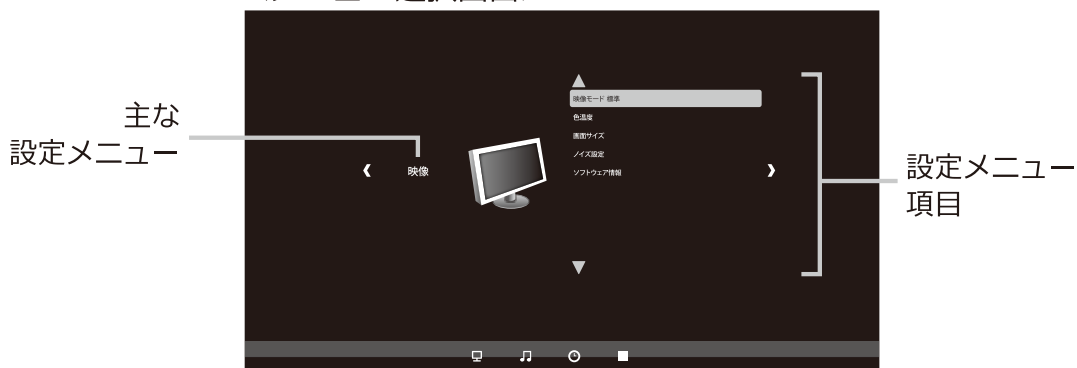 主な
設定メニュー
映像
映像モード 標準
色温度
画面サイズ
ノイズ設定
ソフトウェア情報
設定メニュー
項目